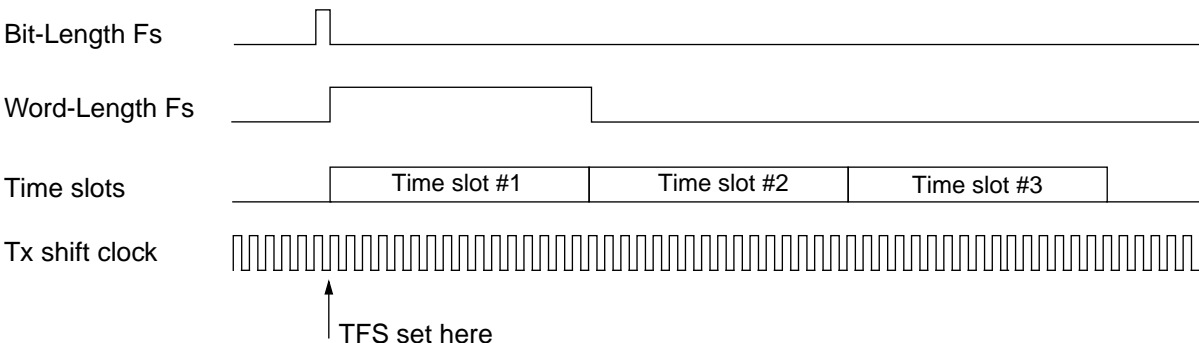 Bit-Length Fs
Word-Length Fs
Time slots
Time slot #1
Time slot #2
Time slot #3
Tx shift clock
TFS set here